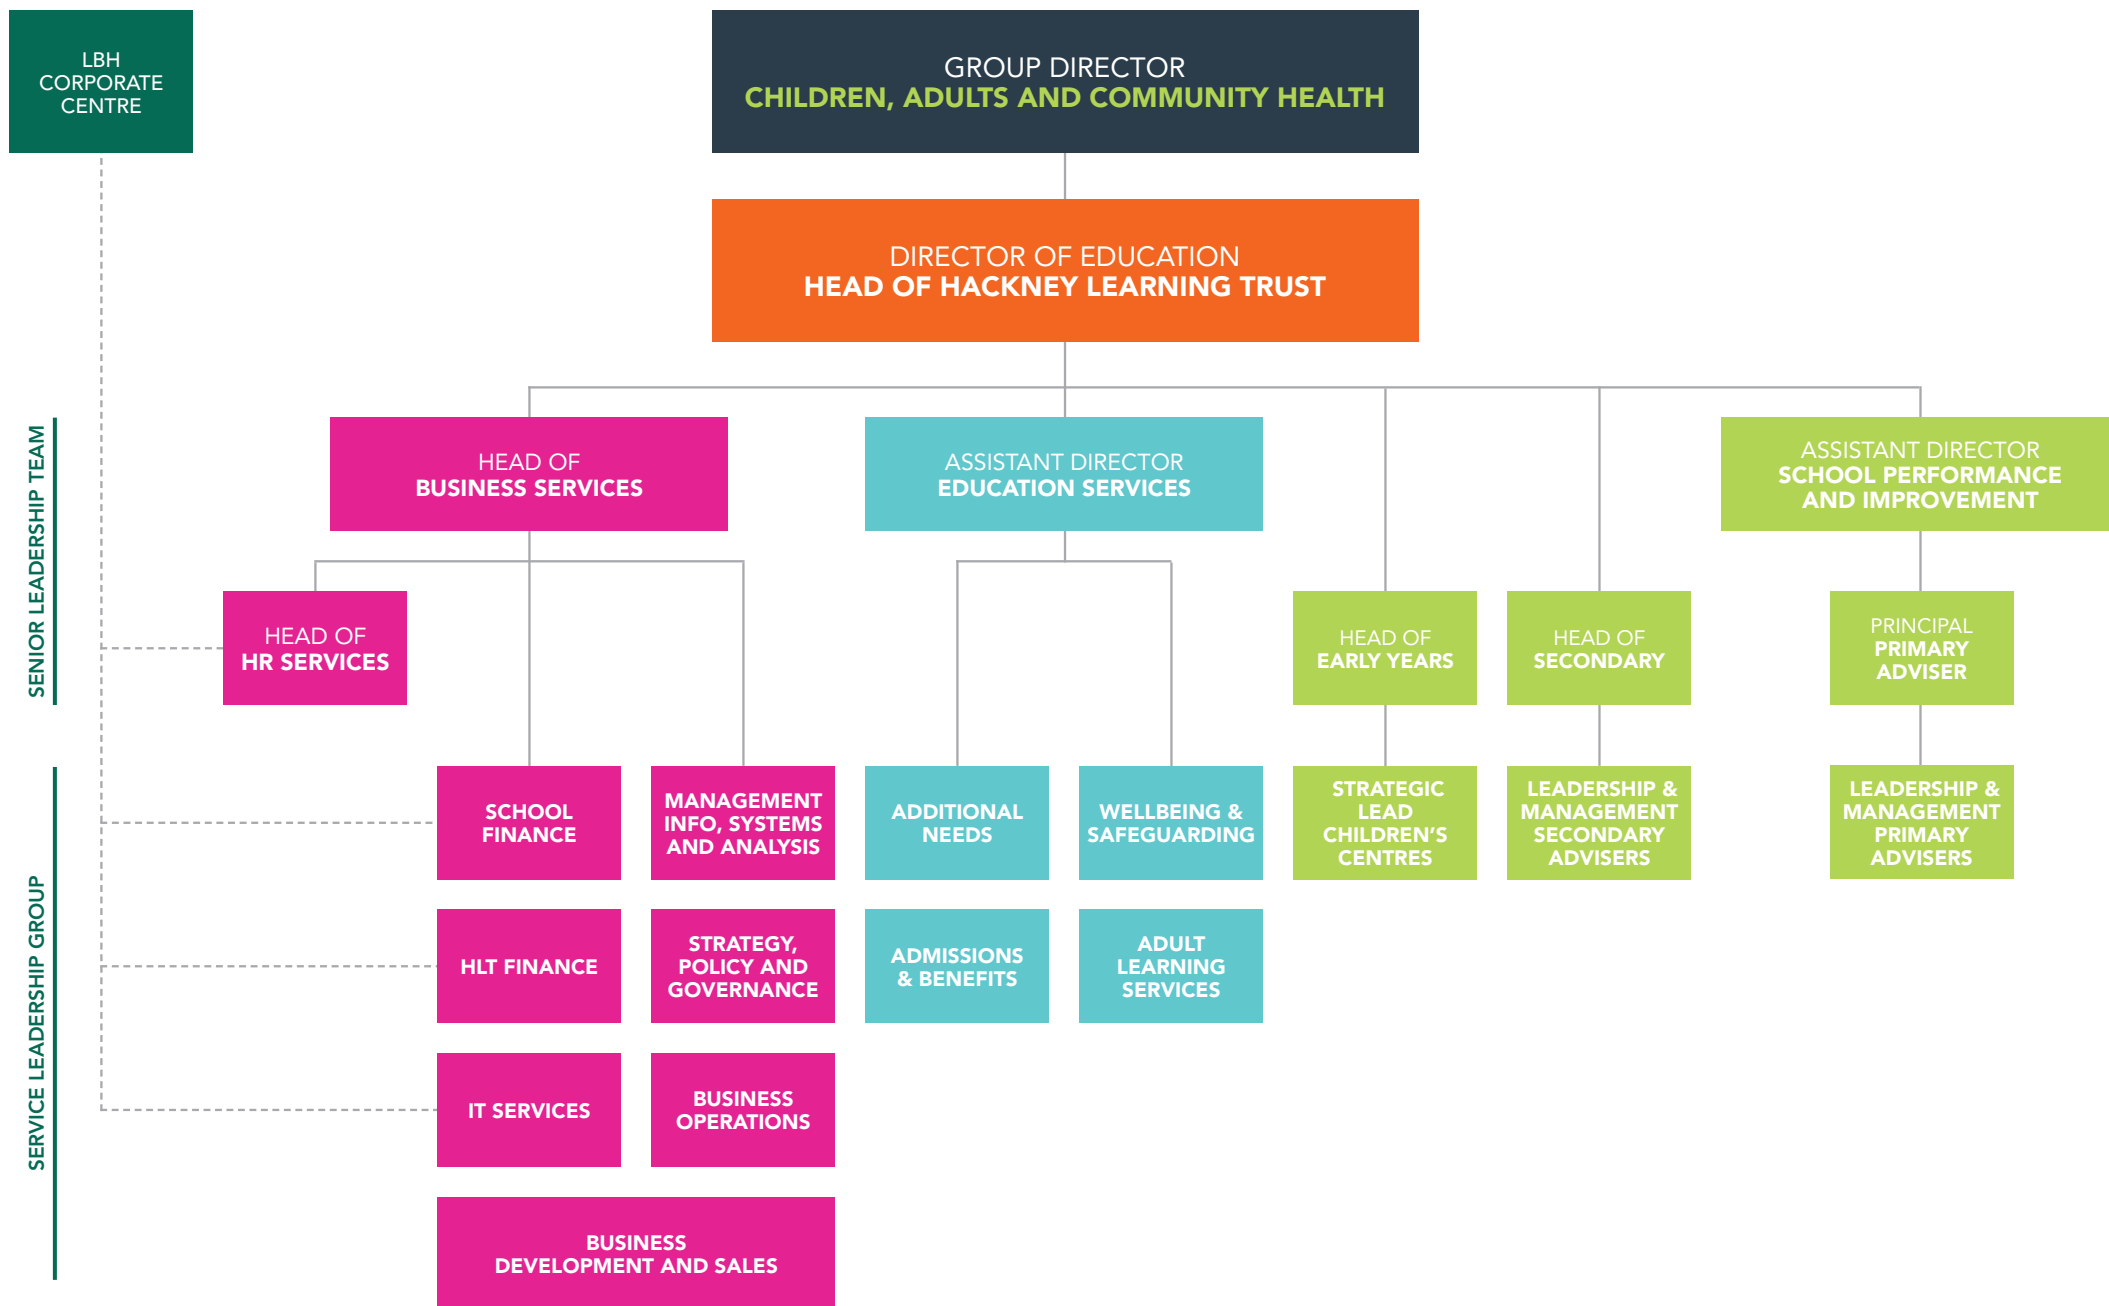 LBH
CORPORATE
CENTRE
GROUP DIRECTOR
CHILDREN, ADULTS AND COMMUNITY HEALTH
DIRECTOR OF EDUCATION
HEAD OF HACKNEY LEARNING TRUST
SENIOR LEADERSHIP TEAM
HEAD OF
BUSINESS SERVICES
ASSISTANT DIRECTOR
EDUCATION SERVICES
ASSISTANT DIRECTOR
SCHOOL PERFORMANCE
AND IMPROVEMENT
HEAD OF
HR SERVICES
HEAD OF
EARLY YEARS
HEAD OF
SECONDARY
PRINCIPAL
PRIMARY
ADVISER
SERVICE LEADERSHIP GROUP
SCHOOL
FINANCE
MANAGEMENT
INFO, SYSTEMS
AND ANALYSIS
ADDITIONAL
NEEDS
WELLBEING &
SAFEGUARDING
STRATEGIC
LEAD
CHILDREN’S
CENTRES
LEADERSHIP &
MANAGEMENT
SECONDARY
ADVISERS
LEADERSHIP &
MANAGEMENT
PRIMARY
ADVISERS
HLT FINANCE
STRATEGY,
POLICY AND
GOVERNANCE
ADMISSIONS
& BENEFITS
ADULT
LEARNING
SERVICES
IT SERVICES
BUSINESS
OPERATIONS
BUSINESS
DEVELOPMENT AND SALES